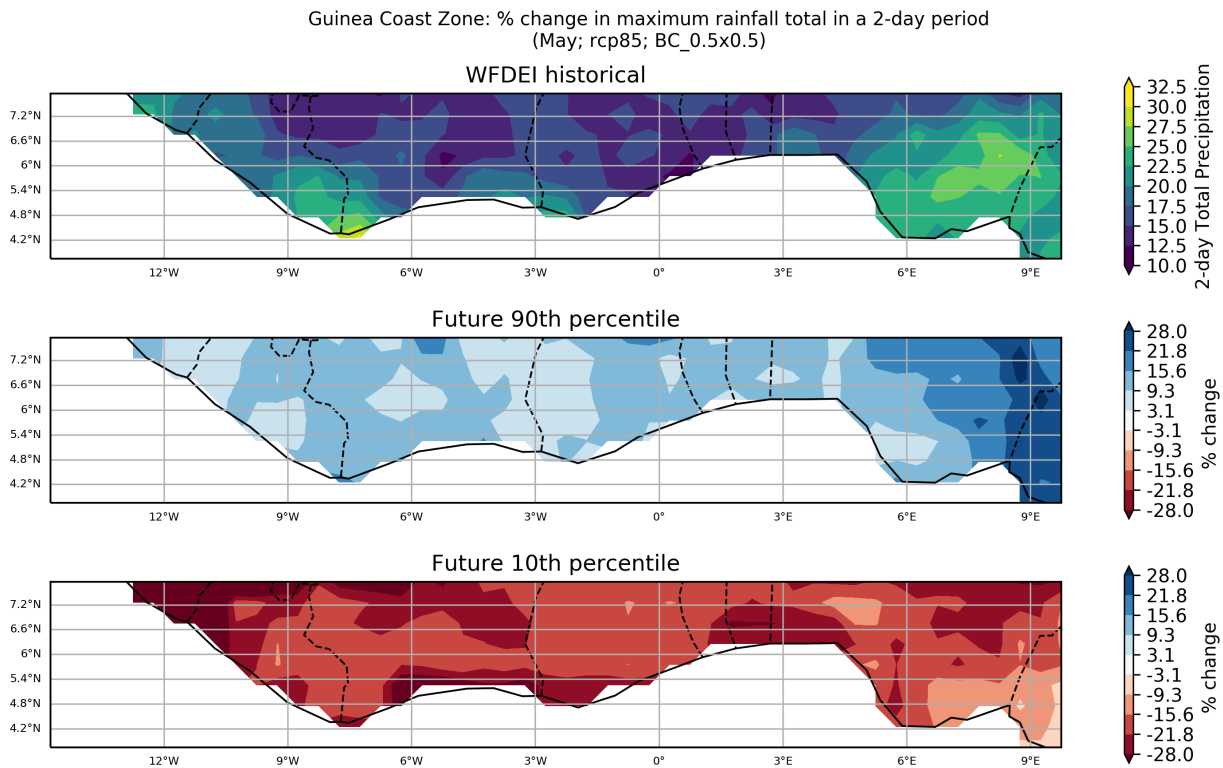 Guinea Coast Zone: % change in maximum rainfall total in a 2-day period
(May; rcp85; BC_0.5x0.5)
WFDEI historical
7.2°N
6.6°N
6°N
5.4°N
4.8°N
4.2°N
12°W 9°W 6°W 3°W 0° 3°E 6°E 9°E
32.5
30.0
27.5
25.0
22.5
20.0
17.5
15.0
12.5
10.0
2-day Total Precipitation
Future 90th percentile
7.2°N
6.6°N
6°N
5.4°N
4.8°N
4.2°N
12°W 9°W 6°W 3°W 0° 3°E 6°E 9°E
28.0
21.8
15.6
9.3
3.1
-3.1
-9.3
-15.6
-21.8
-28.0
% change
Future 10th percentile
7.2°N
6.6°N
6°N
5.4°N
4.8°N
4.2°N
12°W 9°W 6°W 3°W 0° 3°E 6°E 9°E
28.0
21.8
15.6
9.3
3.1
-3.1
-9.3
-15.6
-21.8
-28.0
% change